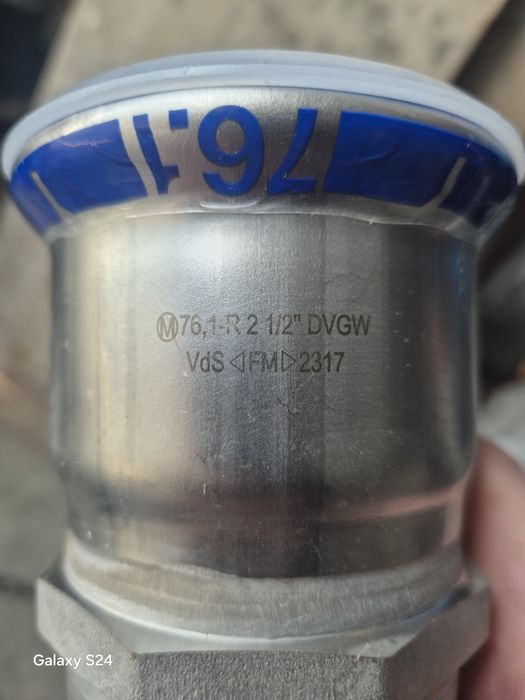 76.1
Ⓜ76,1-R 2 1/2" DVGW
VdS ◁FM▷2317
Galaxy S24